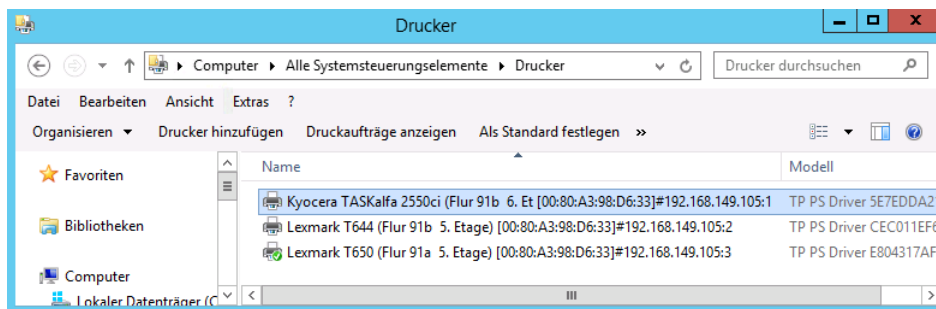 Drucker
Computer Alle Systemsteuerungselemente Drucker Drucker durchsuchen
Datei Bearbeiten Ansicht Extras ?
Organisieren Drucker hinzufügen Druckaufträge anzeigen Als Standard festlegen »
Favoriten
Bibliotheken
Computer
Lokaler Datenträger (C
Name Modell
Kyocera TASKalfa 2550ci (Flur 91b 6. Et [00:80:A3:98:D6:33]#192.168.149.105:1 TP PS Driver 5E7EDDA2
Lexmark T644 (Flur 91b 5. Etage) [00:80:A3:98:D6:33]#192.168.149.105:2 TP PS Driver CEC011EF6
Lexmark T650 (Flur 91a 5. Etage) [00:80:A3:98:D6:33]#192.168.149.105:3 TP PS Driver E804317AF